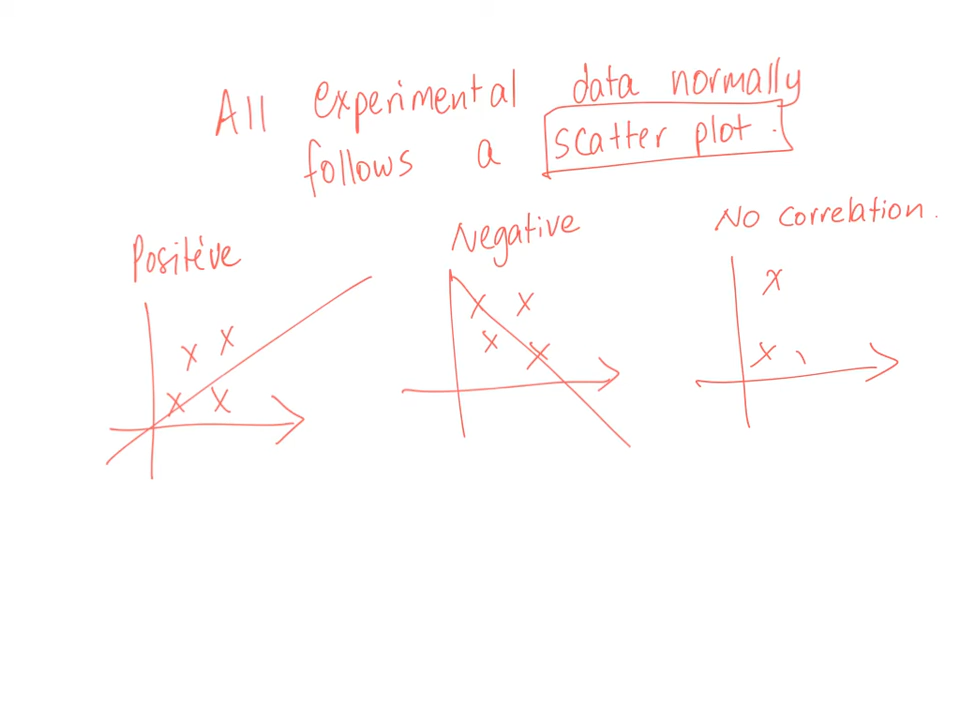 All experimental data normally
follows a scatter plot.
Positive
Negative
No correlation.